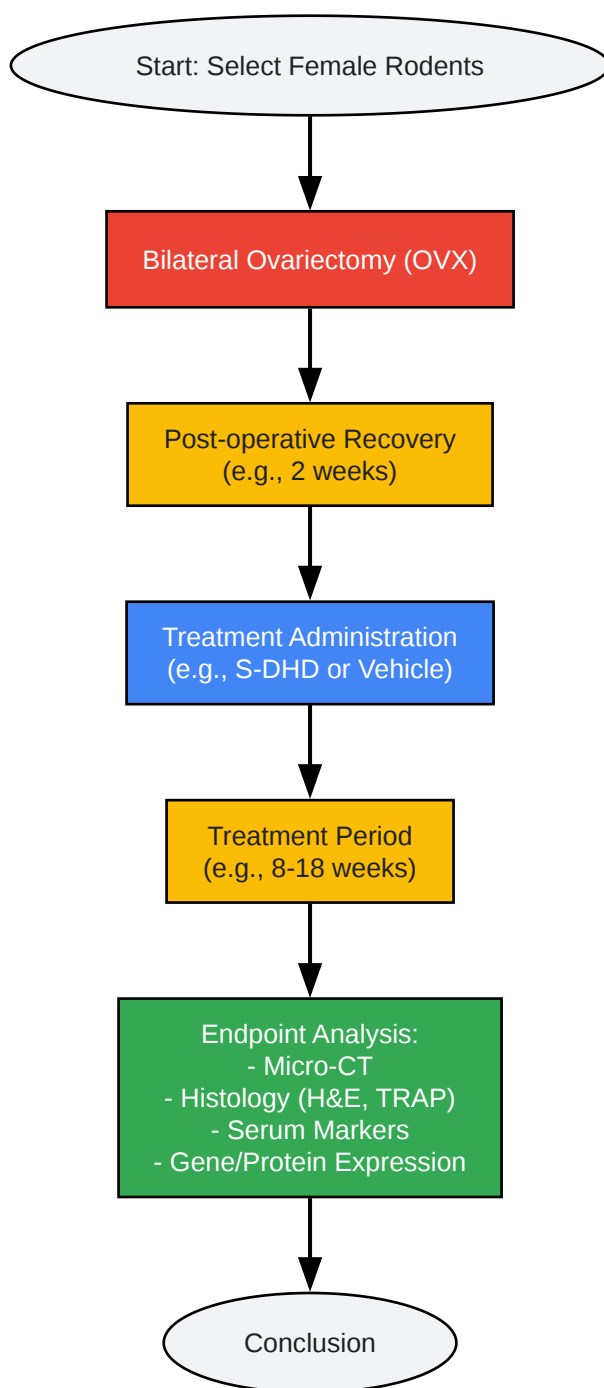 Start: Select Female Rodents
Bilateral Ovariectomy (OVX)
Post-operative Recovery
(e.g., 2 weeks)
Treatment Administration
(e.g., S-DHD or Vehicle)
Treatment Period
(e.g., 8-18 weeks)
Endpoint Analysis:
- Micro-CT
- Histology (H&E, TRAP)
- Serum Markers
- Gene/Protein Expression
Conclusion